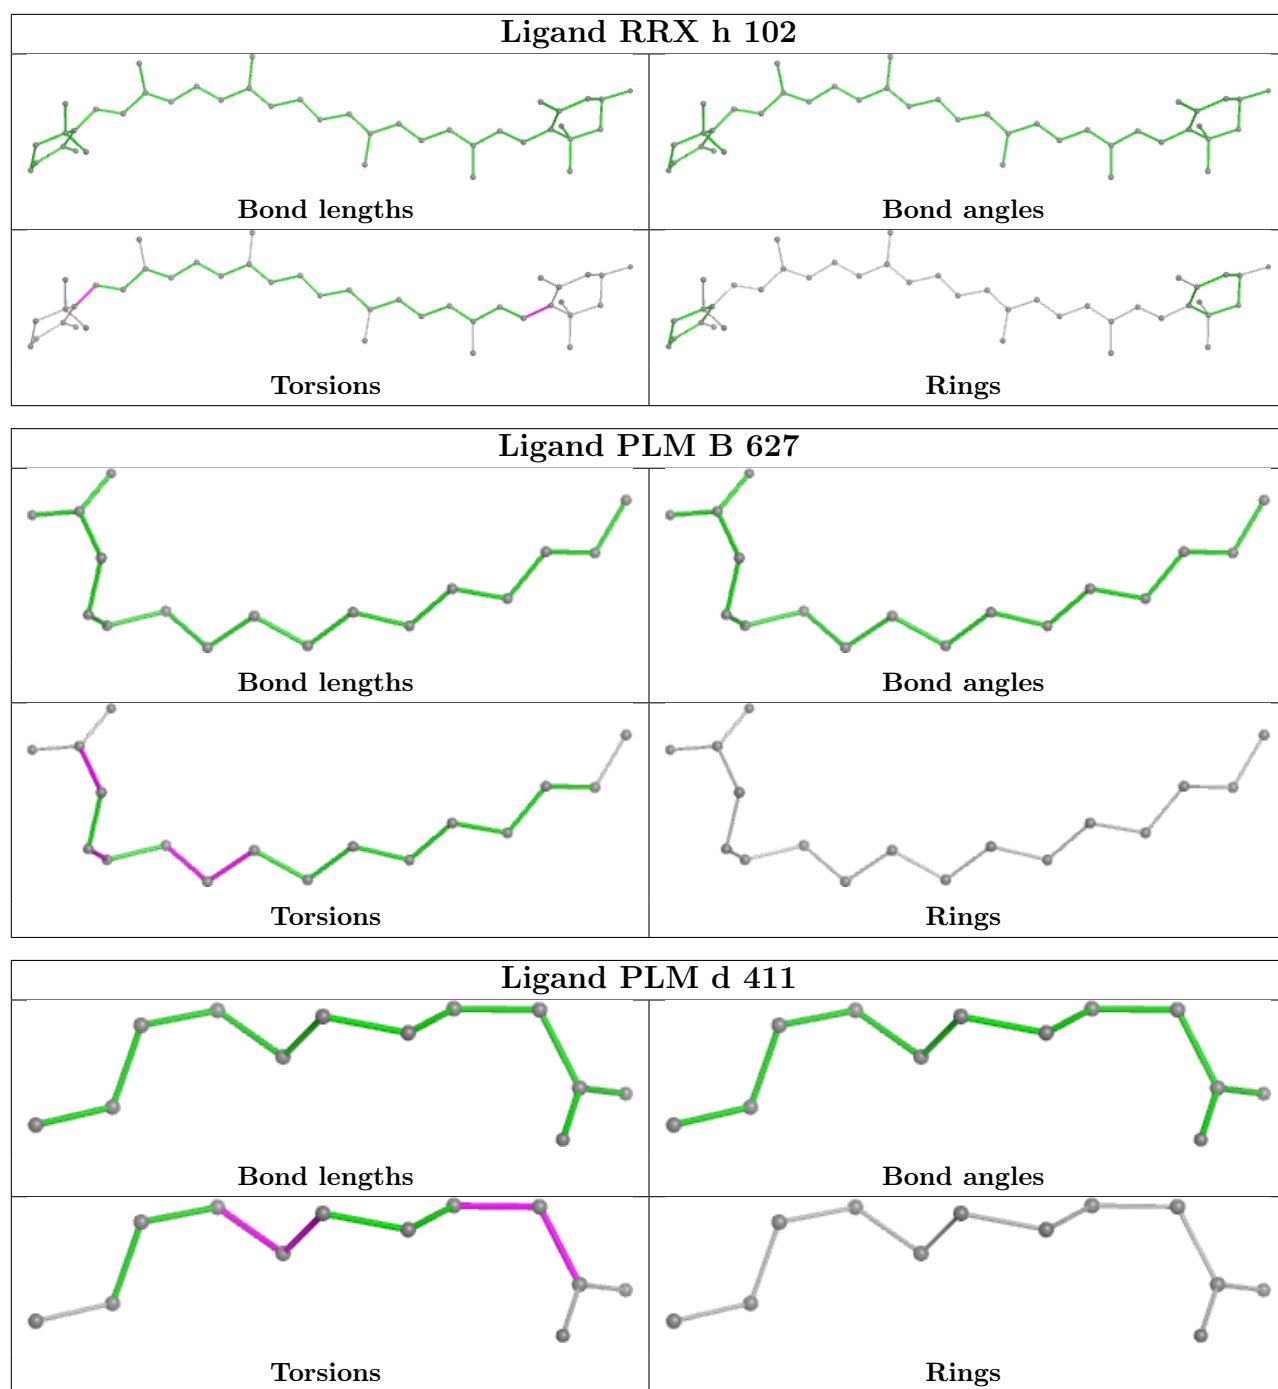 Ligand RRX h 102
Bond lengths
Bond angles
Torsions
Rings
Ligand PLM B 627
Bond lengths
Bond angles
Torsions
Rings
Ligand PLM d 411
Bond lengths
Bond angles
Torsions
Rings